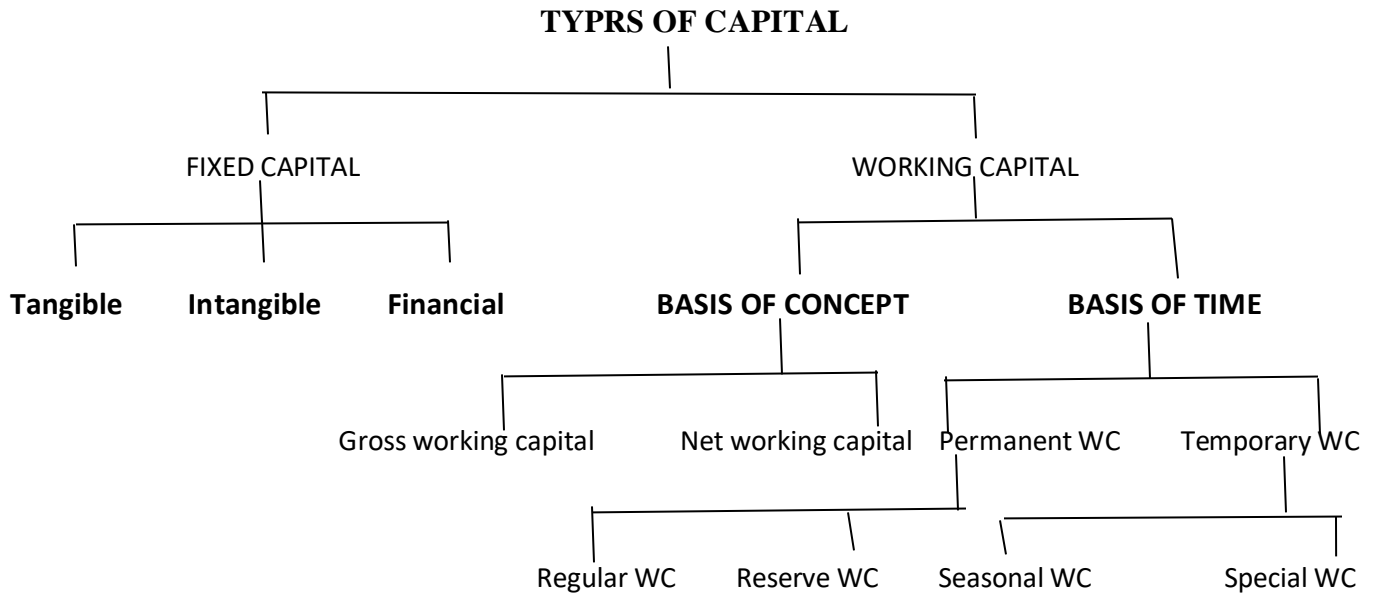 TYPRS OF CAPITAL
FIXED CAPITAL WORKING CAPITAL
Tangible Intangible Financial BASIS OF CONCEPT BASIS OF TIME
Gross working capital Net working capital Permanent WC Temporary WC
Regular WC Reserve WC Seasonal WC Special WC